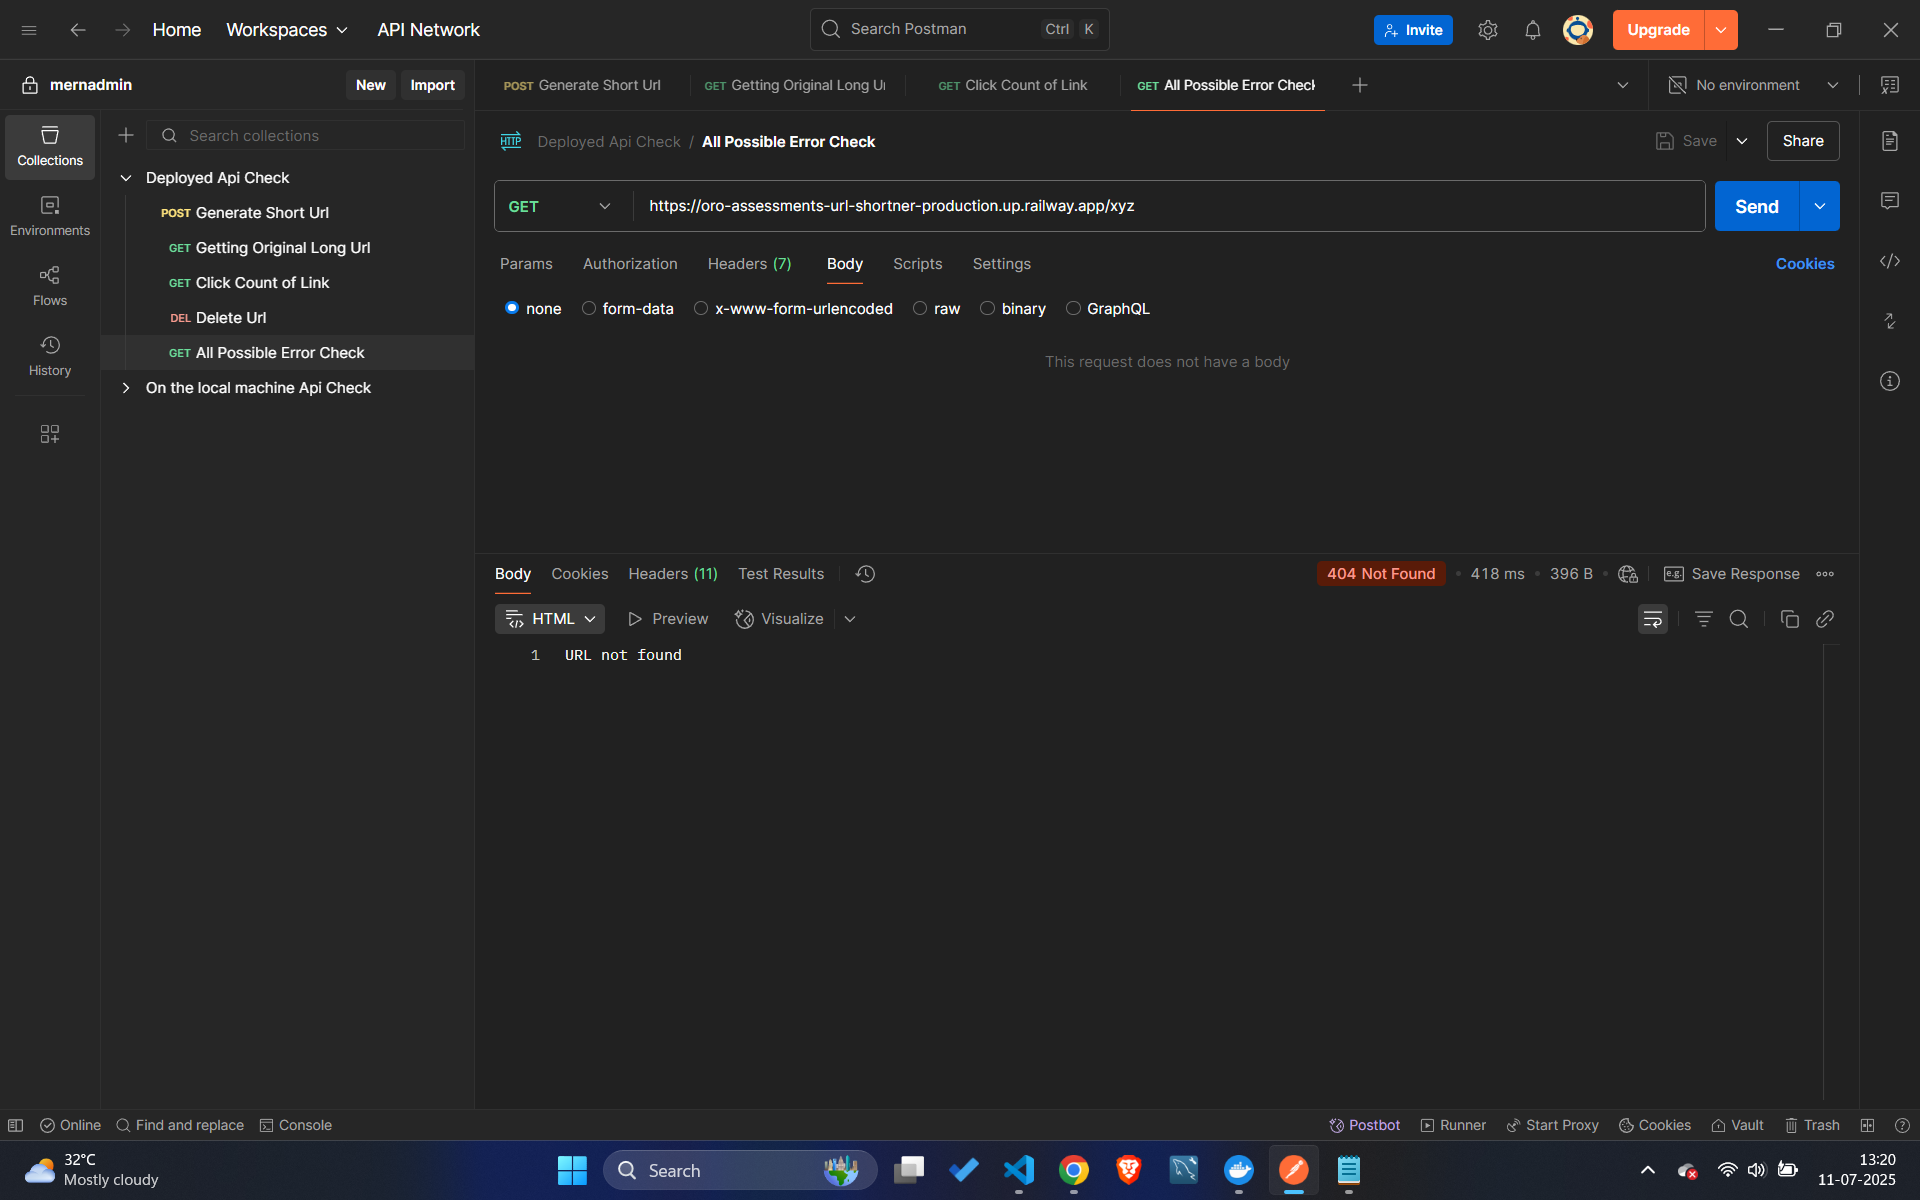 Home Workspaces API Network Search Postman Ctrl K Invite Upgrade
mernadmin New Import
POST Generate Short Url GET Getting Original Long Ur GET Click Count of Link GET All Possible Error Check No environment
Collections
Environments
Flows
History
Search collections
Deployed Api Check
POST Generate Short Url
GET Getting Original Long Url
GET Click Count of Link
DEL Delete Url
GET All Possible Error Check
On the local machine Api Check
HTTP Deployed Api Check / All Possible Error Check Save Share
GET https://oro-assessments-url-shortner-production.up.railway.app/xyz Send
Params Authorization Headers (7) Body Scripts Settings Cookies
none form-data x-www-form-urlencoded raw binary GraphQL
This request does not have a body
Body Cookies Headers (11) Test Results 404 Not Found • 418 ms • 396 B • e.g. Save Response
HTML Preview Visualize
1 URL not found
Online Find and replace Console Postbot Runner Start Proxy Cookies Vault Trash
32°C
Mostly cloudy
Search
13:20
11-07-2025